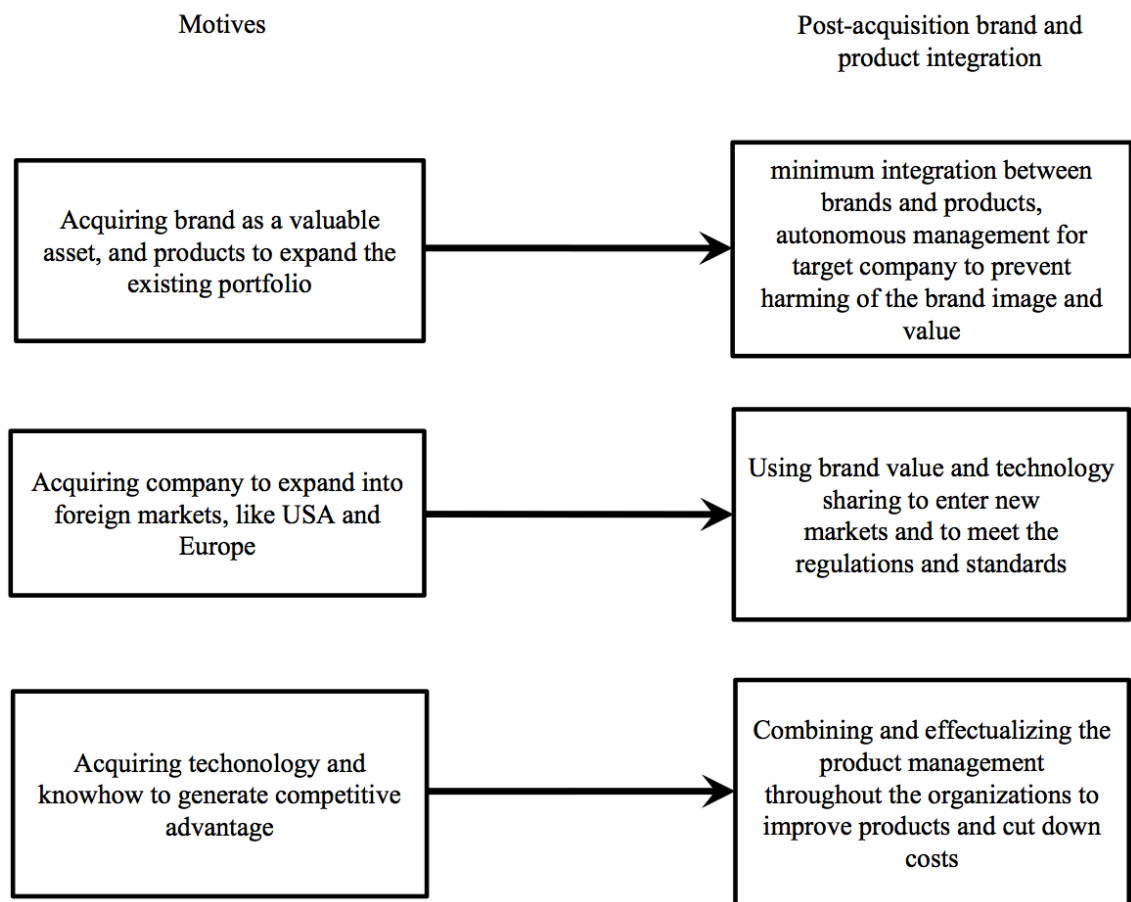 Motives
Post-acquisition brand and
product integration
Acquiring brand as a valuable
asset, and products to expand the
existing portfolio
minimum integration between
brands and products,
autonomous management for
target company to prevent
harming of the brand image and
value
Acquiring company to expand into
foreign markets, like USA and
Europe
Using brand value and technology
sharing to enter new
markets and to meet the
regulations and standards
Acquiring techonology and
knowhow to generate competitive
advantage
Combining and effectualizing the
product management
throughout the organizations to
improve products and cut down
costs